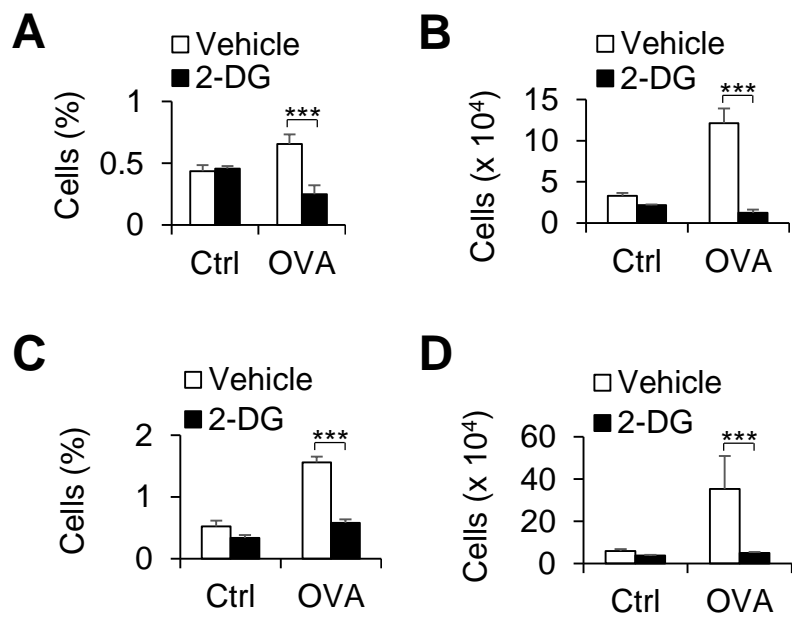 A
Vehicle
2-DG
Cells (%)
1
0.5
0
***
Ctrl OVA
B
Vehicle
2-DG
Cells (x 10⁴)
15
10
5
0
***
Ctrl OVA
C
Vehicle
2-DG
Cells (%)
2
1
0
***
Ctrl OVA
D
Vehicle
2-DG
Cells (x 10⁴)
60
40
20
0
***
Ctrl OVA